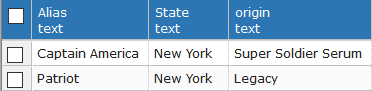 Alias State origin
text text text
Captain America New York Super Soldier Serum
Patriot New York Legacy